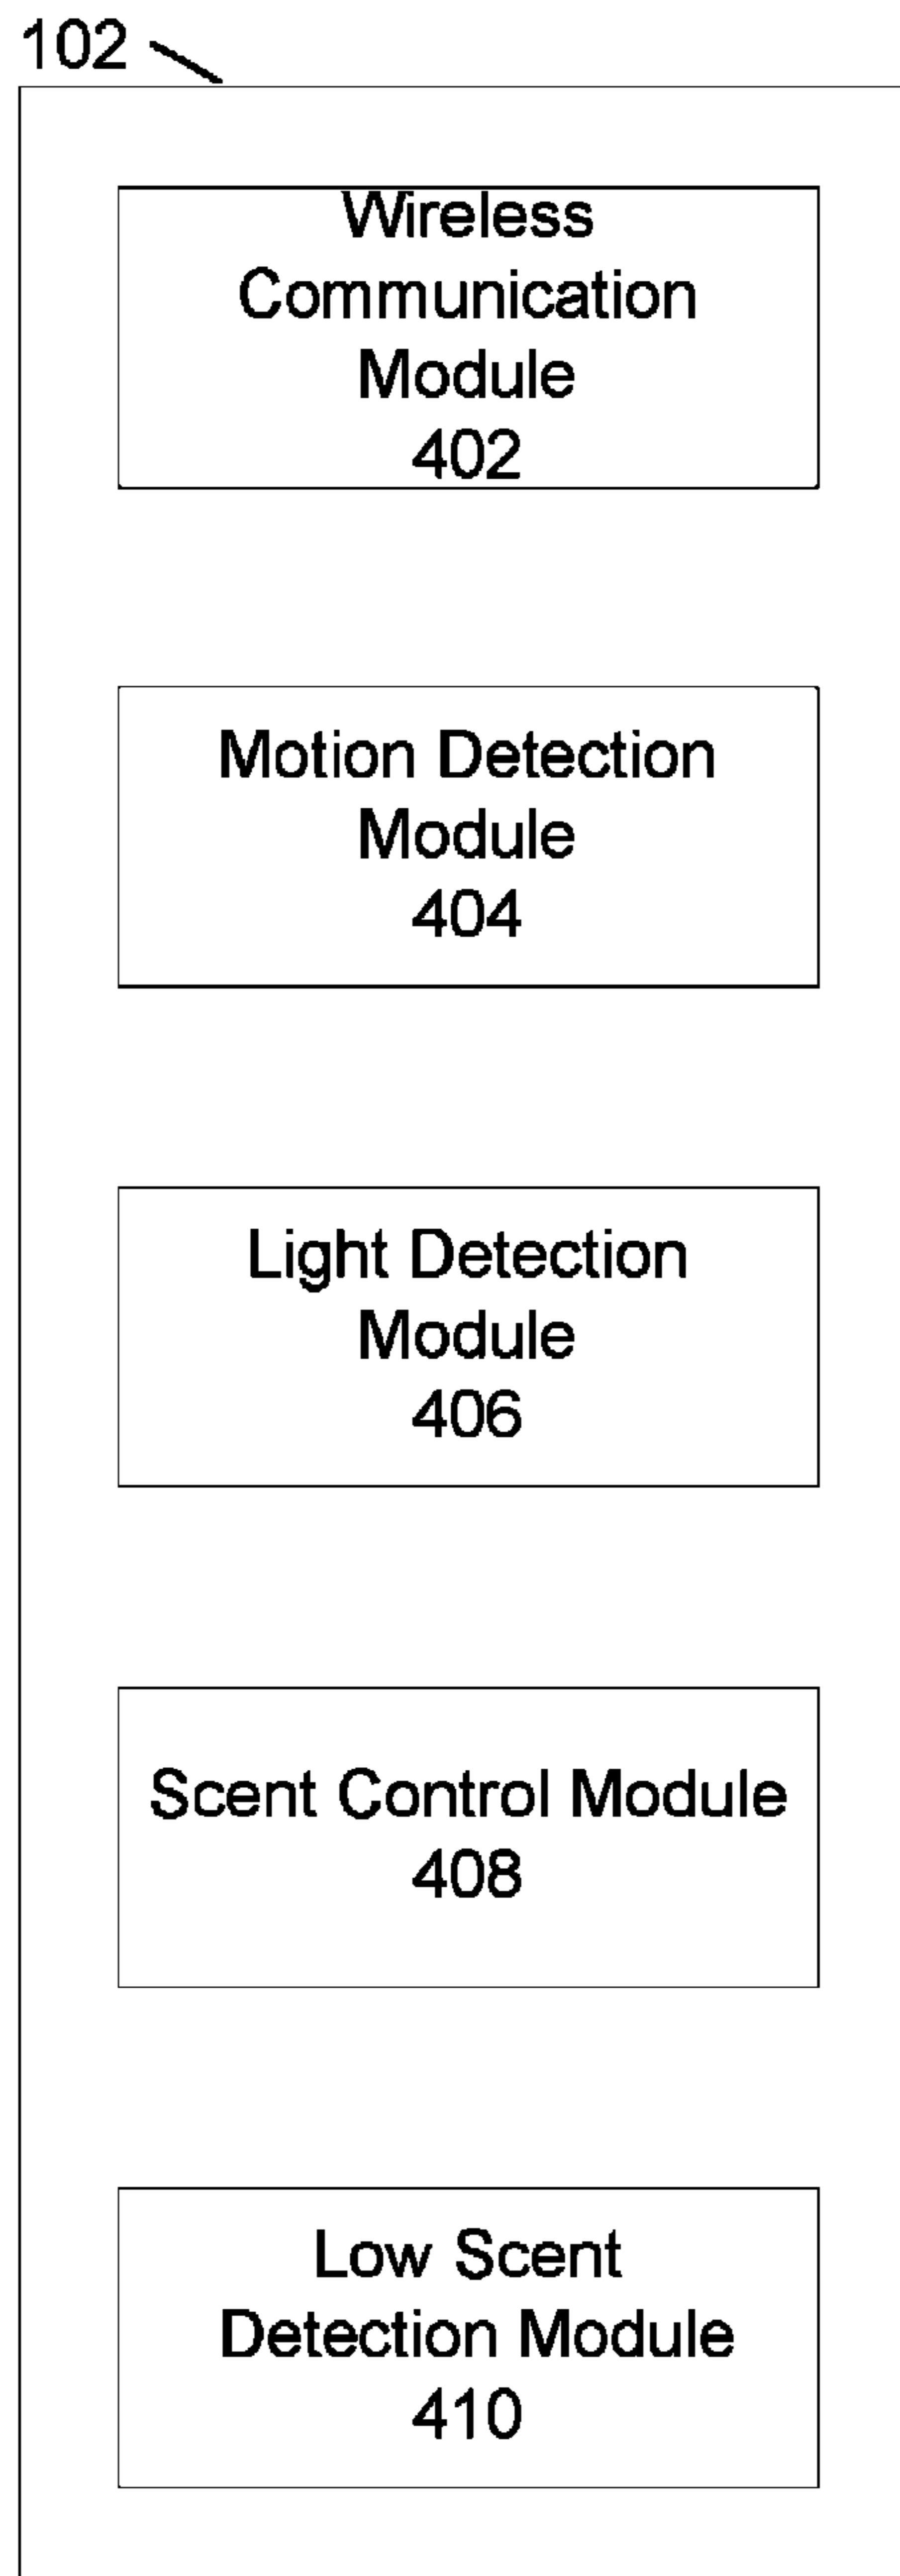 102
Wireless
Communication
Module
402
Motion Detection
Module
404
Light Detection
Module
406
Scent Control Module
408
Low Scent
Detection Module
410